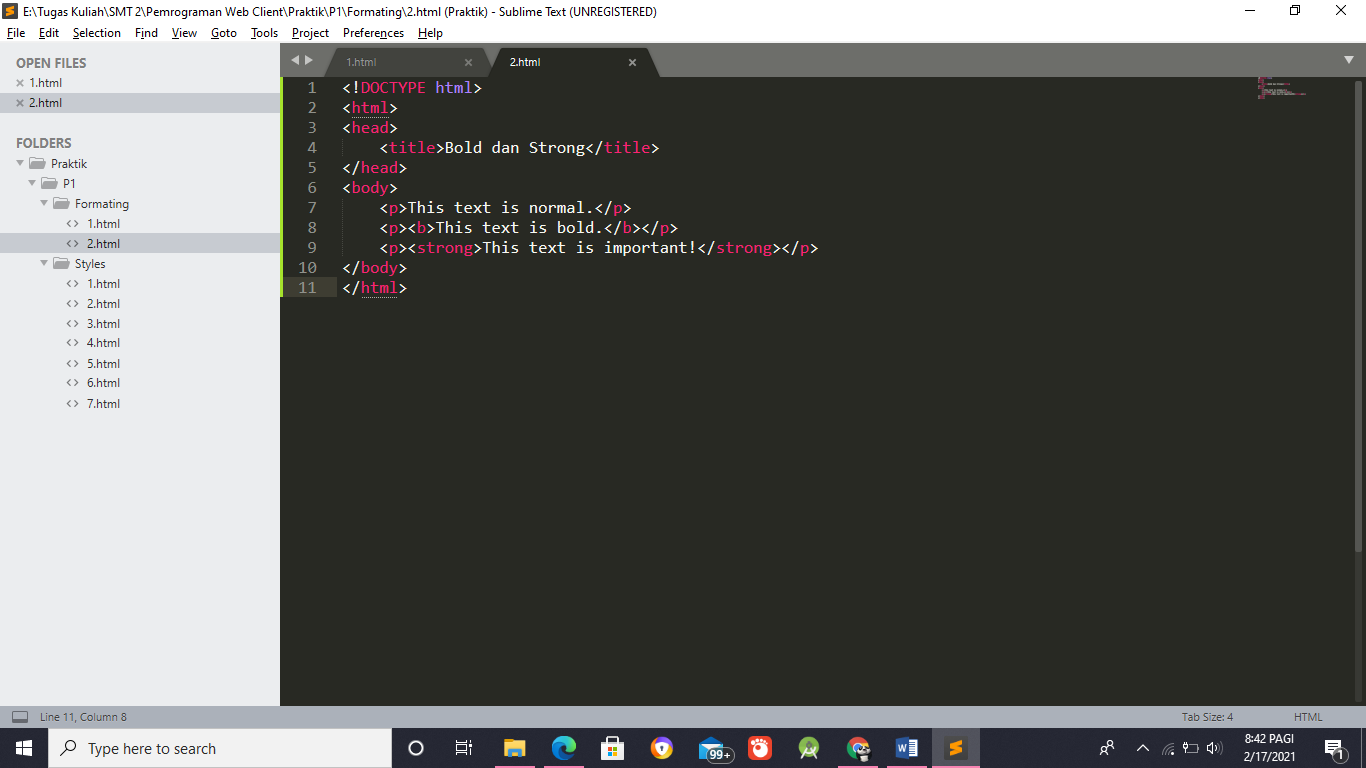 E:\Tugas Kuliah\SMT 2\Pemrograman Web Client\Praktik\P1\Formating\2.html (Praktik) - Sublime Text (UNREGISTERED)
File Edit Selection Find View Goto Tools Project Preferences Help
OPEN FILES
1.html
2.html
FOLDERS
Praktik
P1
Formating
1.html
2.html
Styles
1.html
2.html
3.html
4.html
5.html
6.html
7.html
1.html 2.html
1 <!DOCTYPE html>
2 <html>
3 <head>
4 <title>Bold dan Strong</title>
5 </head>
6 <body>
7 <p>This text is normal.</p>
8 <p><b>This text is bold.</b></p>
9 <p><strong>This text is important!</strong></p>
10 </body>
11 </html>
Line 11, Column 8 Tab Size: 4 HTML
Type here to search 99+ 8:42 PAGI
2/17/2021 1